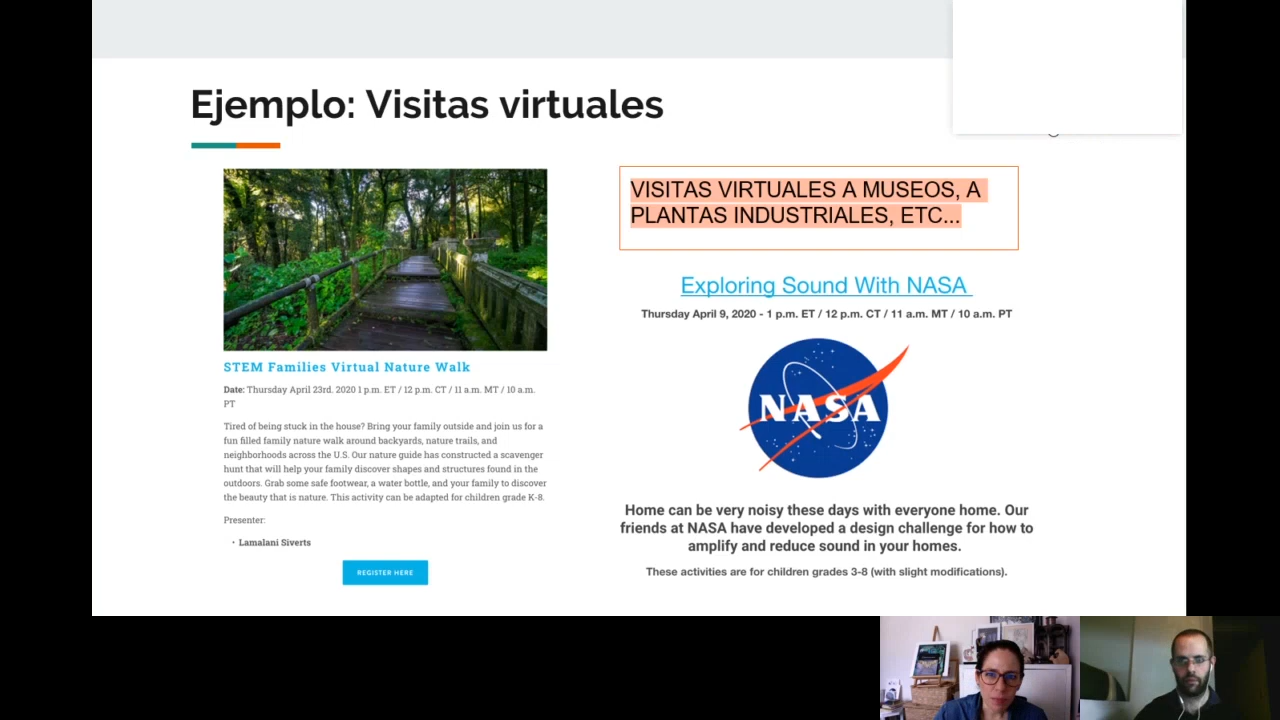 Ejemplo: Visitas virtuales
STEM Families Virtual Nature Walk
Date: Thursday April 23rd. 2020 1 p.m. ET / 12 p.m. CT / 11 a.m. MT / 10 a.m.
PT
Tired of being stuck in the house? Bring your family outside and join us for a
fun filled family nature walk around backyards, nature trails, and
neighborhoods across the U.S. Our nature guide has constructed a scavenger
hunt that will help your family discover shapes and structures found in the
outdoors. Grab some safe footwear, a water bottle, and your family to discover
the beauty that is nature. This activity can be adapted for children grade K-8.
Presenter:
• Lamalani Siverts
REGISTER HERE
VISITAS VIRTUALES A MUSEOS, A
PLANTAS INDUSTRIALES, ETC...
Exploring Sound With NASA
Thursday April 9, 2020 - 1 p.m. ET / 12 p.m. CT / 11 a.m. MT / 10 a.m. PT
NASA
Home can be very noisy these days with everyone home. Our
friends at NASA have developed a design challenge for how to
amplify and reduce sound in your homes.
These activities are for children grades 3-8 (with slight modifications).